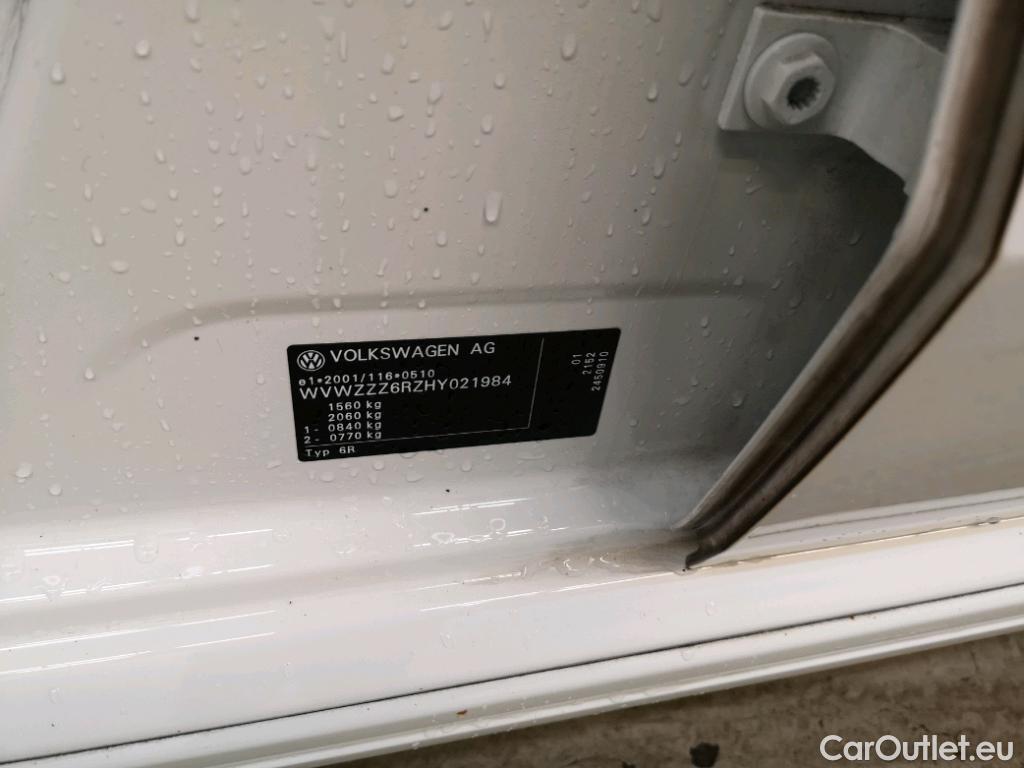 VOLKSWAGEN AG
e1*2001/116*0510
WVWZZZ6RZHY021984
1560 kg
2060 kg
1- 0840 kg
2- 0770 kg
Typ 6R
01
2152
2450910
CarOutlet.eu